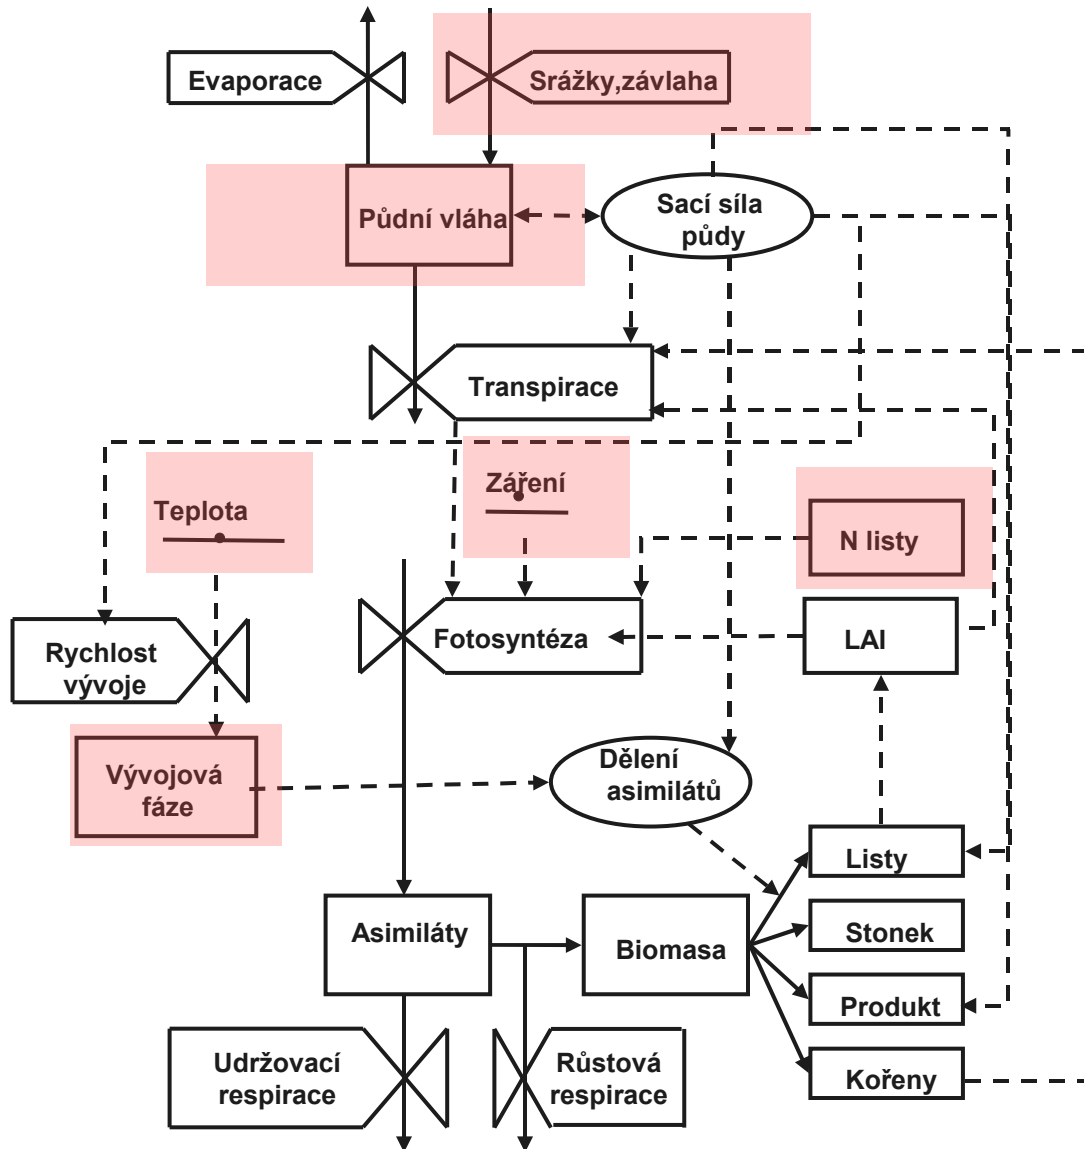 Evaporace
Srážky,závlaha
Půdní vláha
Sací síla
půdy
Transpirace
Teplota
Záření
N listy
Rychlost
vývoje
Fotosyntéza
LAI
Vývojová
fáze
Dělení
asimilátů
Listy
Asimiláty
Biomasa
Stonek
Produkt
Udržovací
respirace
Růstová
respirace
Kořeny